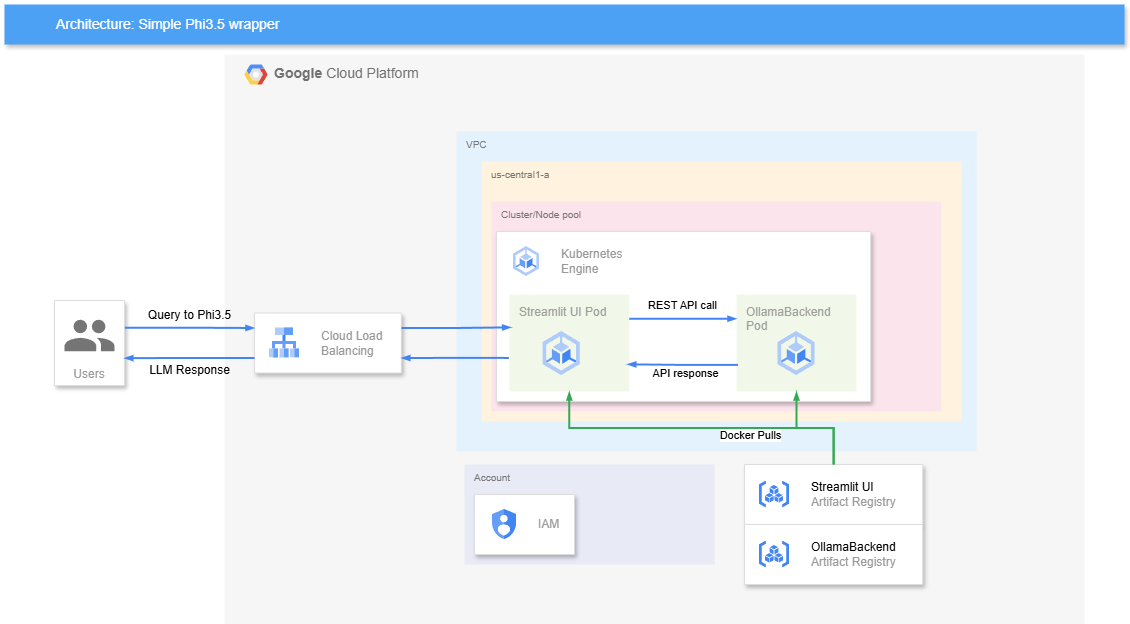 Architecture: Simple Phi3.5 wrapper
Google Cloud Platform
VPC
us-central1-a
Cluster/Node pool
Kubernetes
Engine
Streamlit UI Pod
REST API call
OllamaBackend
Pod
API response
Query to Phi3.5
LLM Response
Users
Cloud Load
Balancing
Docker Pulls
Account
IAM
Streamlit UI
Artifact Registry
OllamaBackend
Artifact Registry